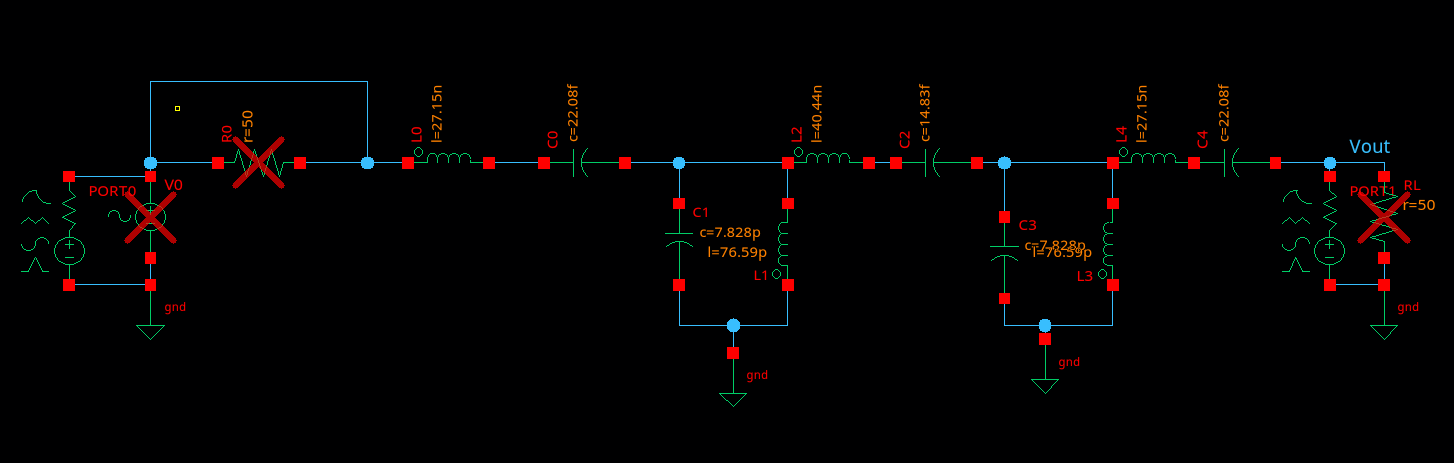 R0
r=50
L0
l=27.15n
C0
c=22.08f
L2
l=40.44n
C2
c=14.83f
L4
l=27.15n
C4
c=22.08f
Vout
PORT0
V0
PORT1
RL
r=50
C1
c=7.828p
l=76.59p
L1
C3
c=7.828p
l=76.59p
L3
gnd
gnd
gnd
gnd